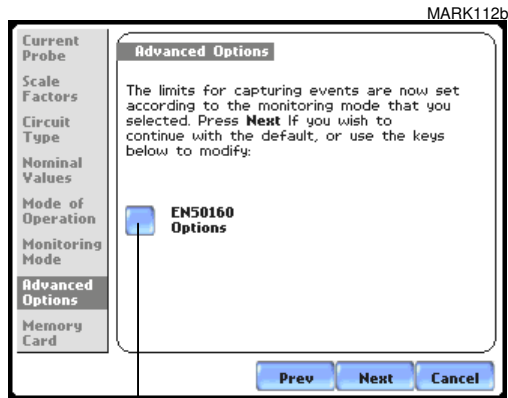 MARK112b
Current
Probe
Scale
Factors
Circuit
Type
Nominal
Values
Mode of
Operation
Monitoring
Mode
Advanced
Options
Memory
Card
Advanced Options
The limits for capturing events are now set
according to the monitoring mode that you
selected. Press Next If you wish to
continue with the default, or use the keys
below to modify:
EN50160
Options
Prev
Next
Cancel